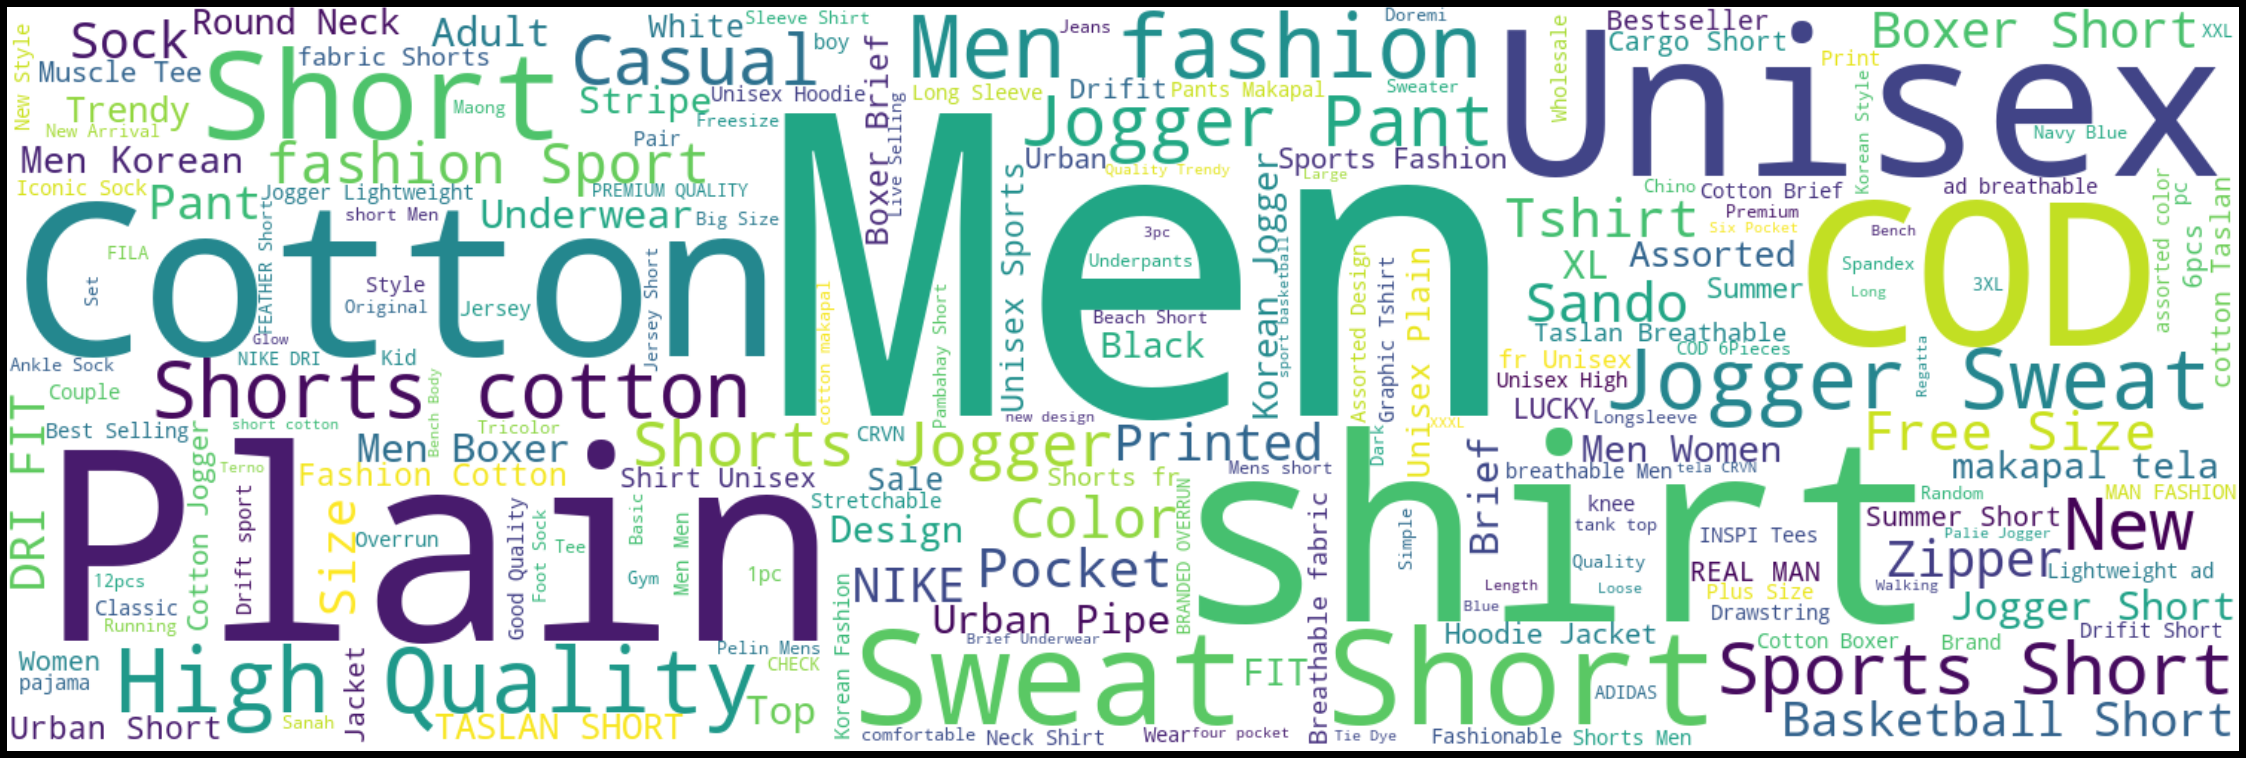 New Style
Sock
Round Neck
Adult
White
Sleeve Shirt
boy
Casual
Muscle Tee
fabric Shorts
Short
Trendy
New Arrival
Maong
Stripe
Unisex Hoodie
Freesize
Pair
Boxer Brief
Live Selling
Men fashion
Jeans
Doremi
Long Sleeve
Drifit
Pants Makapal
Sweater
Jogger Pant
Wholesale
Bestseller
Cargo Short
Print
Boxer Short
XXL
Unisex
Korean Style
Navy Blue
Men Korean
fashion Sport
Iconic Sock
Pant
Jogger Lightweight
PREMIUM QUALITY
short Men
Underwear
Big Size
Men
Urban
Quality Trendy
Sports Fashion
Large
Unisex Sports
Korean Jogger
sport basketball
3pc
Underpants
Beach Short
Black
Chino
Cotton Brief
Premium
Six Pocket
ad breathable
Bench
Tshirt
XL
Assorted
Sando
Summer
Taslan Breathable
COD
Spandex
Long
3XL
assorted color
pc
6pcs
cotton Taslan
Cotton
FILA
Set
FEATHER Short
Style
Original
Jersey
Jersey Short
Glow
NIKE DRI
Kid
Ankle Sock
Couple
Shorts cotton
Bench Body
cotton makapal
Pambahay Short
new design
Assorted Design
Graphic Tshirt
Unisex Plain
XXXL
Dark
fr Unisex
COD 6Pieces
Unisex High
LUCKY
Longsleeve
Jogger Sweat
Regatta
DRI FIT
Best Selling
short cotton
Tricolor
Cotton Jogger
Terno
Men Boxer
Fashion Cotton
Shorts Jogger
CRVN
Printed
Shirt Unisex
Sale
Stretchable
Shorts fr
Mens short
Men Women
Free Size
breathable Men
tela CRVN
makapal tela
Random
MAN FASHION
Plain
Drift sport
Size
Overrun
Good Quality
Foot Sock
Tee
Basic
Gym
Men Men
1pc
Design
Color
BRANDED OVERRUN
shirt
Breathable fabric
Simple
Brief
knee
tank top
INSPI Tees
Summer Short
Palie Jogger
New
12pcs
Classic
Running
NIKE
Pocket
Quality
Length
Loose
Blue
REAL MAN
Plus Size
Drawstring
Zipper
Lightweight ad
Walking
Urban Pipe
Brief Underwear
Korean Fashion
Jogger Short
Hoodie Jacket
Cotton Boxer
Brand
Drifit Short
Women
pajama
High Quality
Jacket
Pelin Mens
CHECK
Top
Sweat Short
FIT
ADIDAS
Sports Short
Urban Short
Sanah
TASLAN SHORT
comfortable
Neck Shirt
Wear
four pocket
Tie Dye
Fashionable
Shorts Men
Basketball Short